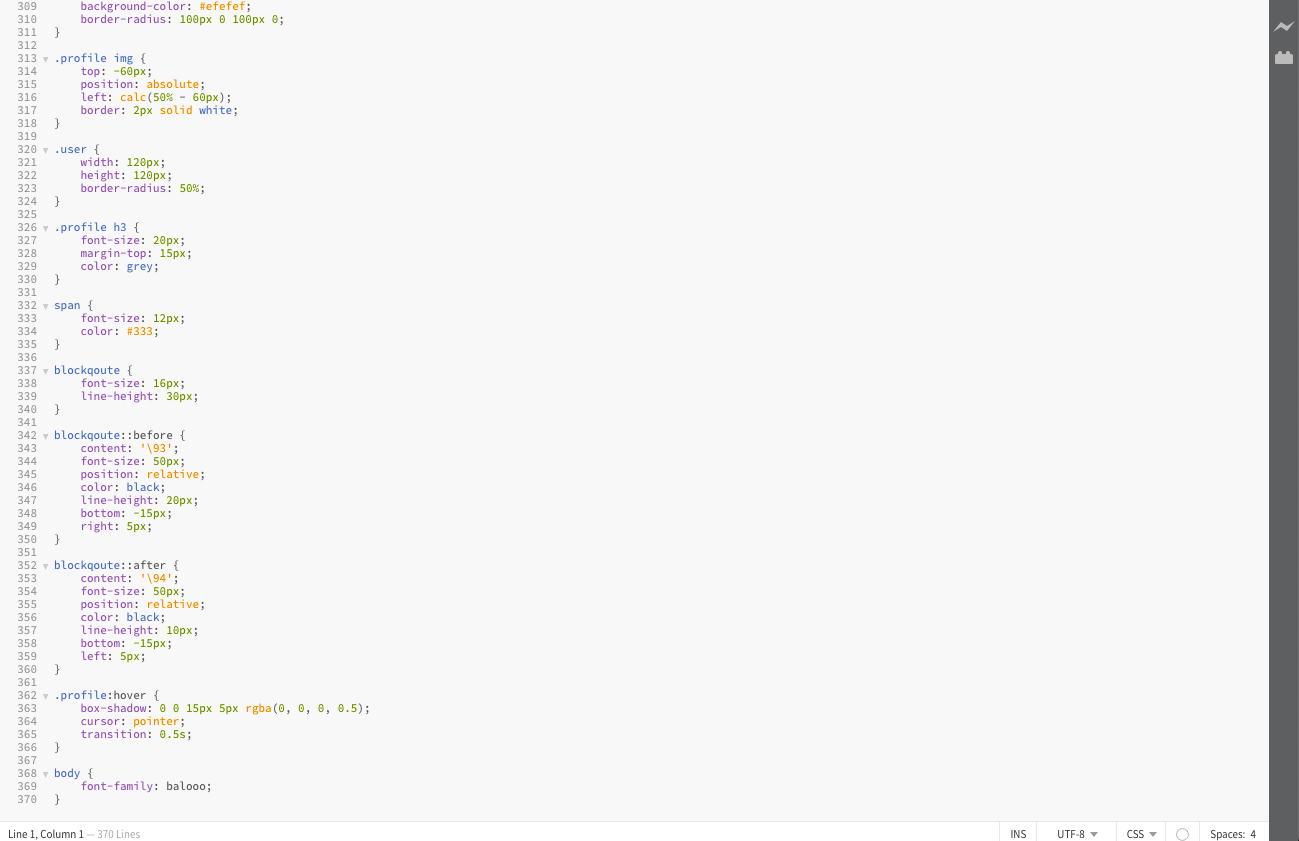 309 background-color: #efefef;
310 border-radius: 100px 0 100px 0;
311 }
312
313 .profile img {
314 top: -60px;
315 position: absolute;
316 left: calc(50% - 60px);
317 border: 2px solid white;
318 }
319
320 .user {
321 width: 120px;
322 height: 120px;
323 border-radius: 50%;
324 }
325
326 .profile h3 {
327 font-size: 20px;
328 margin-top: 15px;
329 color: grey;
330 }
331
332 span {
333 font-size: 12px;
334 color: #333;
335 }
336
337 blockqoute {
338 font-size: 16px;
339 line-height: 30px;
340 }
341
342 blockqoute::before {
343 content: '\93';
344 font-size: 50px;
345 position: relative;
346 color: black;
347 line-height: 20px;
348 bottom: -15px;
349 right: 5px;
350 }
351
352 blockqoute::after {
353 content: '\94';
354 font-size: 50px;
355 position: relative;
356 color: black;
357 line-height: 10px;
358 bottom: -15px;
359 left: 5px;
360 }
361
362 .profile:hover {
363 box-shadow: 0 0 15px 5px rgba(0, 0, 0, 0.5);
364 cursor: pointer;
365 transition: 0.5s;
366 }
367
368 body {
369 font-family: balooo;
370 }
Line 1, Column 1 — 370 Lines INS UTF-8 CSS Spaces: 4